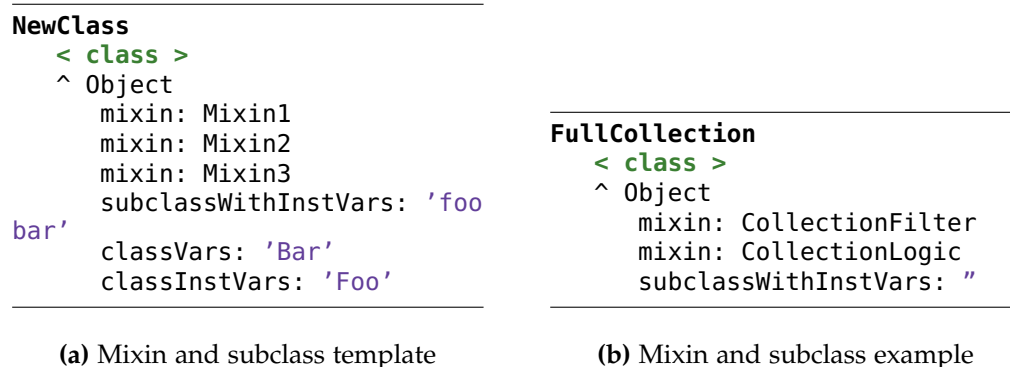 NewClass
< class >
^ Object
mixin: Mixin1
mixin: Mixin2
mixin: Mixin3
subclassWithInstVars: ’foo
bar’
classVars: ’Bar’
classInstVars: ’Foo’
(a) Mixin and subclass template
FullCollection
< class >
^ Object
mixin: CollectionFilter
mixin: CollectionLogic
subclassWithInstVars: ”
(b) Mixin and subclass example